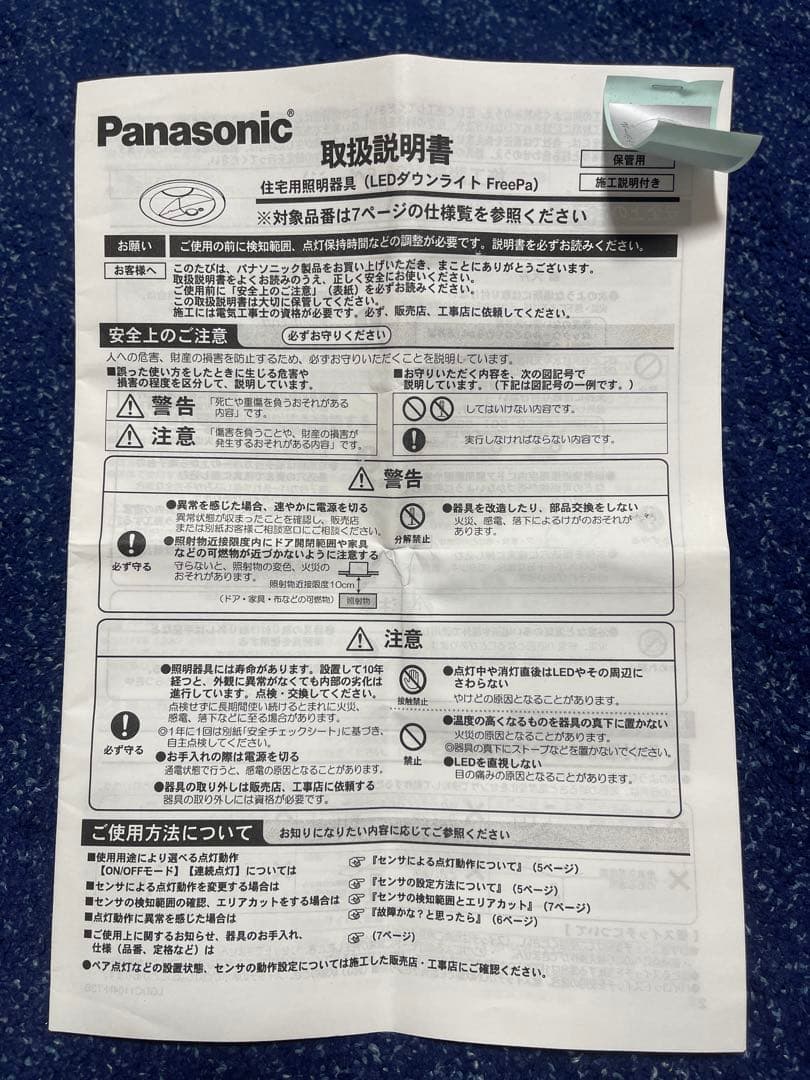 Panasonic®
取扱説明書
保管用
住宅用照明器具（LEDダウンライト FreePa）
施工説明付き
※対象品番は7ページの仕様覧を参照ください
お願い
ご使用の前に検知範囲、点灯保持時間などの調整が必要です。説明書を必ずお読みください。
お客様へ
このたびは、パナソニック製品をお買い上げいただき、まことにありがとうございます。
取扱説明書をよくお読みのうえ、正しく安全にお使いください。
ご使用前に「安全上のご注意」（表紙）を必ずお読みください。
この取扱説明書は大切に保管してください。
施工には電気工事士の資格が必要です。必ず、販売店、工事店に依頼してください。
安全上のご注意
必ずお守りください
人への危害、財産の損害を防止するため、必ずお守りいただくことを説明しています。
■誤った使い方をしたときに生じる危害や
損害の程度を区分して、説明しています。
警告
「死亡や重傷を負うおそれがある
内容」です。
注意
「傷害を負うことや、財産の損害が
発生するおそれがある内容」です。
■お守りいただく内容を、次の図記号で
説明しています。（下記は図記号の一例です。）
してはいけない内容です。
実行しなければならない内容です。
警告
必ず守る
●異常を感じた場合、速やかに電源を切る
異常状態が収まったことを確認し、販売店
または別紙お客様ご相談窓口にご相談ください。
●照射物近接限度内にドア開閉範囲や家具
などの可燃物が近づかないように注意する
守らないと、照射物の変色、火災の
おそれがあります。
照射物近接限度10cm
（ドア・家具・布などの可燃物）
照射物
分解禁止
●器具を改造したり、部品交換をしない
火災、感電、落下によるけがのおそれが
あります。
注意
必ず守る
●照明器具には寿命があります。設置して10年
経つと、外観に異常がなくても内部の劣化は
進行しています。点検・交換してください。
点検せずに長期間使い続けるとまれに火災、
感電、落下などに至る場合があります。
◎1年に1回は別紙「安全チェックシート」に基づき、
自主点検してください。
●お手入れの際は電源を切る
通電状態で行うと、感電の原因となることがあります。
●器具の取り外しは販売店、工事店に依頼する
器具の取り外しには資格が必要です。
接触禁止
●点灯中や消灯直後はLEDやその周辺に
さわらない
やけどの原因となることがあります。
禁止
●温度の高くなるものを器具の真下に置かない
火災の原因となることがあります。
◎器具の真下にストーブなどを置かないでください。
●LEDを直視しない
目の痛みの原因となることがあります。
ご使用方法について
お知りになりたい内容に応じてご参照ください
■使用用途により選べる点灯動作
【ON/OFFモード】【連続点灯】については
『センサによる点灯動作について』（5ページ）
■センサによる点灯動作を変更する場合は
『センサの設定方法について』（5ページ）
■センサの検知範囲の確認、エリアカットをする場合は
『センサの検知範囲とエリアカット』（7ページ）
■点灯動作に異常を感じた場合は
『故障かな？と思ったら』（6ページ）
■ご使用上に関するお知らせ、器具のお手入れ、
仕様（品番、定格など）は
（7ページ）
●ペア点灯などの設置状態、センサの動作設定については施工した販売店・工事店にご確認ください。